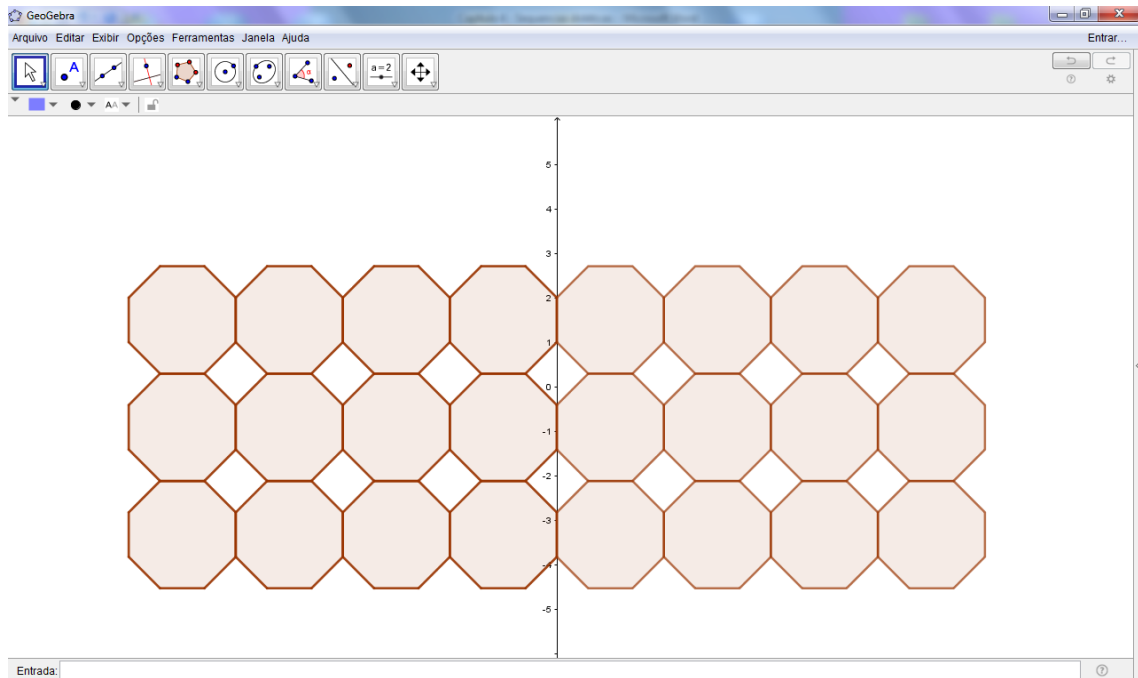 GeoGebra
Arquivo Editar Exibir Opções Ferramentas Janela Ajuda
Entrar...
A
α
a=2
AA
5
4
3
2
1
0
-1
-2
-3
-4
-5
Entrada: